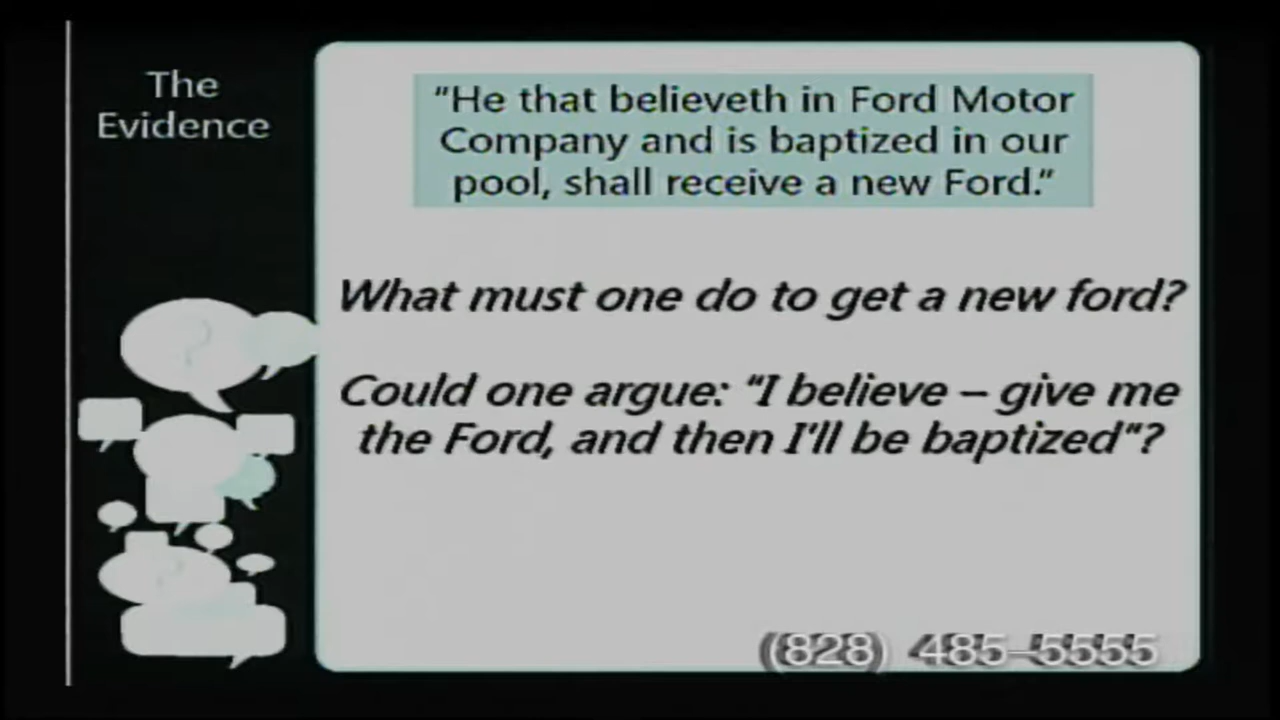 The
Evidence
"He that believeth in Ford Motor
Company and is baptized in our
pool, shall receive a new Ford."
What must one do to get a new ford?
Could one argue: "I believe – give me
the Ford, and then I'll be baptized"?
(828) 485-5555